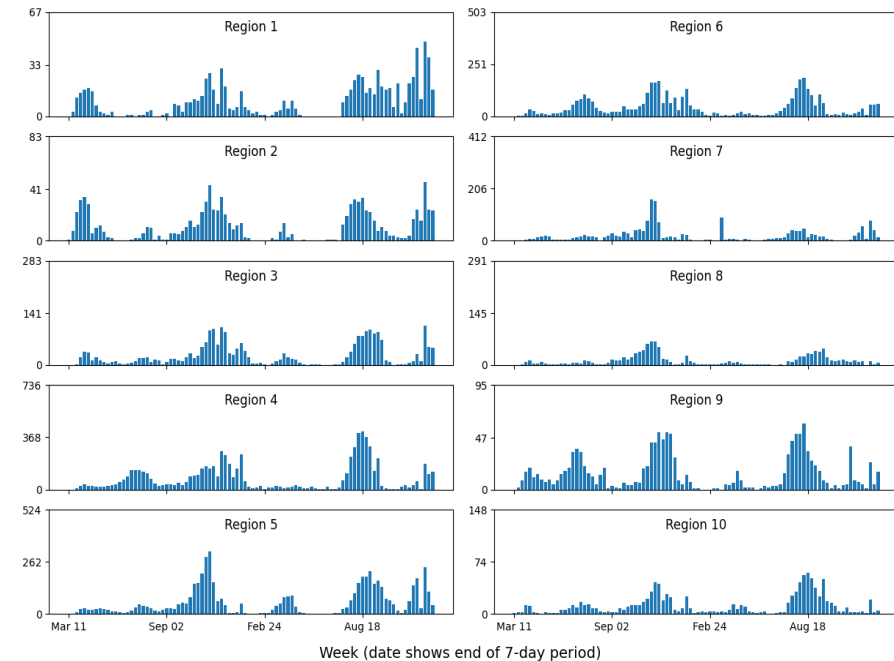 67
33
0
Region 1
503
251
0
Region 6
83
41
0
Region 2
412
206
0
Region 7
283
141
0
Region 3
291
145
0
Region 8
736
368
0
Region 4
95
47
0
Region 9
524
262
0
Region 5
Mar 11 Sep 02 Feb 24 Aug 18
148
74
0
Region 10
Mar 11 Sep 02 Feb 24 Aug 18
Week (date shows end of 7-day period)